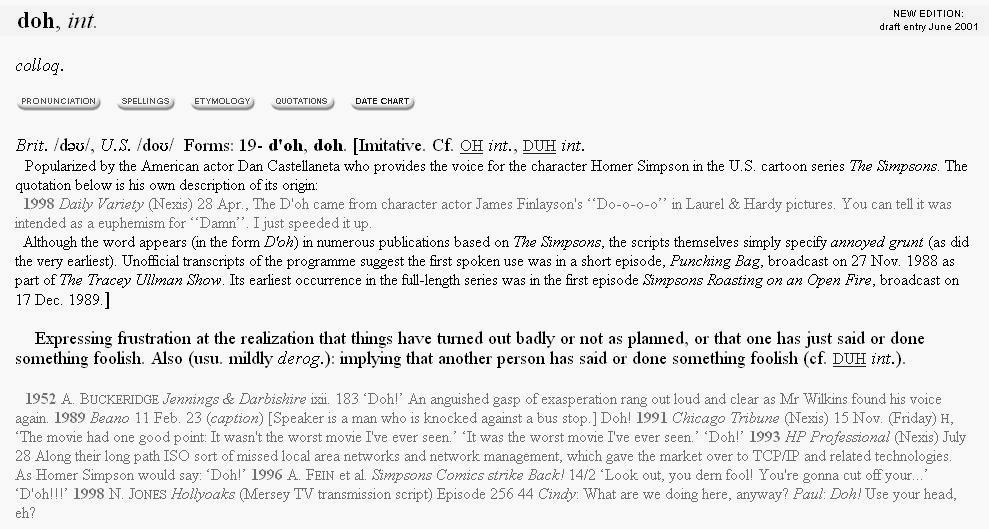 doh, int.
NEW EDITION:
draft entry June 2001
colloq.
PRONUNCIATION SPELLINGS ETYMOLOGY QUOTATIONS DATE CHART
Brit. /dəʊ/, U.S. /doʊ/ Forms: 19- d'oh, doh. [Imitative. Cf. OH int., DUH int.
Popularized by the American actor Dan Castellaneta who provides the voice for the character Homer Simpson in the U.S. cartoon series The Simpsons. The
quotation below is his own description of its origin:
1998 Daily Variety (Nexis) 28 Apr., The D'oh came from character actor James Finlayson's ‘‘Do-o-o-o’’ in Laurel & Hardy pictures. You can tell it was
intended as a euphemism for ‘‘Damn’’. I just speeded it up.
Although the word appears (in the form D'oh) in numerous publications based on The Simpsons, the scripts themselves simply specify annoyed grunt (as did
the very earliest). Unofficial transcripts of the programme suggest the first spoken use was in a short episode, Punching Bag, broadcast on 27 Nov. 1988 as
part of The Tracey Ullman Show. Its earliest occurrence in the full-length series was in the first episode Simpsons Roasting on an Open Fire, broadcast on
17 Dec. 1989.]
Expressing frustration at the realization that things have turned out badly or not as planned, or that one has just said or done
something foolish. Also (usu. mildly derog.): implying that another person has said or done something foolish (cf. DUH int.).
1952 A. BUCKERIDGE Jennings & Darbishire ixii. 183 ‘Doh!’ An anguished gasp of exasperation rang out loud and clear as Mr Wilkins found his voice
again. 1989 Beano 11 Feb. 23 (caption) [Speaker is a man who is knocked against a bus stop.] Doh! 1991 Chicago Tribune (Nexis) 15 Nov. (Friday) H,
‘The movie had one good point: It wasn't the worst movie I've ever seen.’ ‘It was the worst movie I've ever seen.’ ‘Doh!’ 1993 HP Professional (Nexis) July
28 Along their long path ISO sort of missed local area networks and network management, which gave the market over to TCP/IP and related technologies.
As Homer Simpson would say: ‘Doh!’ 1996 A. FEIN et al. Simpsons Comics strike Back! 14/2 ‘Look out, you dern fool! You're gonna cut off your...’
‘D'oh!!!’ 1998 N. JONES Hollyoaks (Mersey TV transmission script) Episode 256 44 Cindy: What are we doing here, anyway? Paul: Doh! Use your head,
eh?